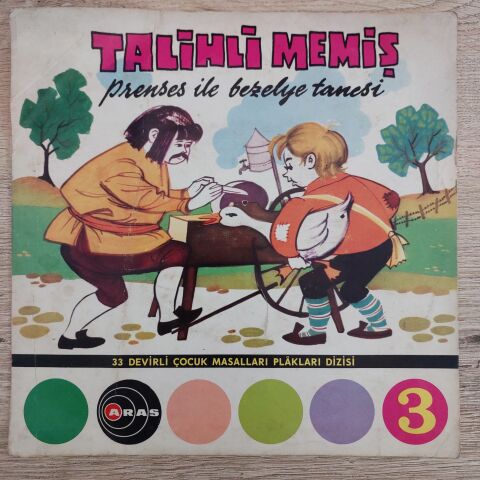 TALİHLİ MEMİŞ
prenses ile bezelye tanesi
33 DEVİRLİ ÇOCUK MASALLARI PLÂKLARI DİZİSİ
ARAS
3